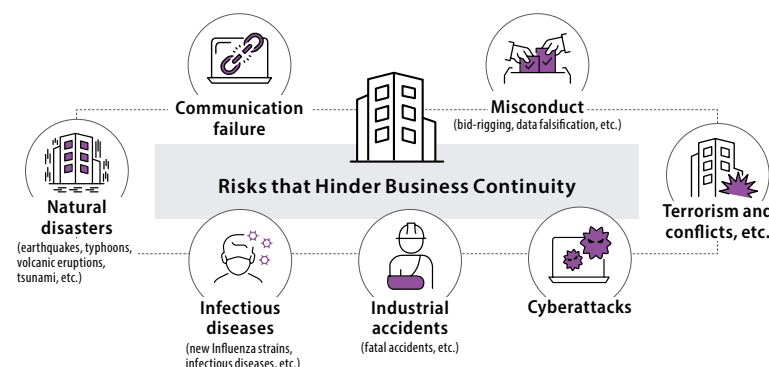 Communication
failure
Misconduct
(bid-rigging, data falsification, etc.)
Risks that Hinder Business Continuity
Natural
disasters
(earthquakes, typhoons,
volcanic eruptions,
tsunami, etc.)
Terrorism and
conflicts, etc.
Infectious
diseases
(new Influenza strains,
infectious diseases, etc.)
Industrial
accidents
(fatal accidents, etc.)
Cyberattacks